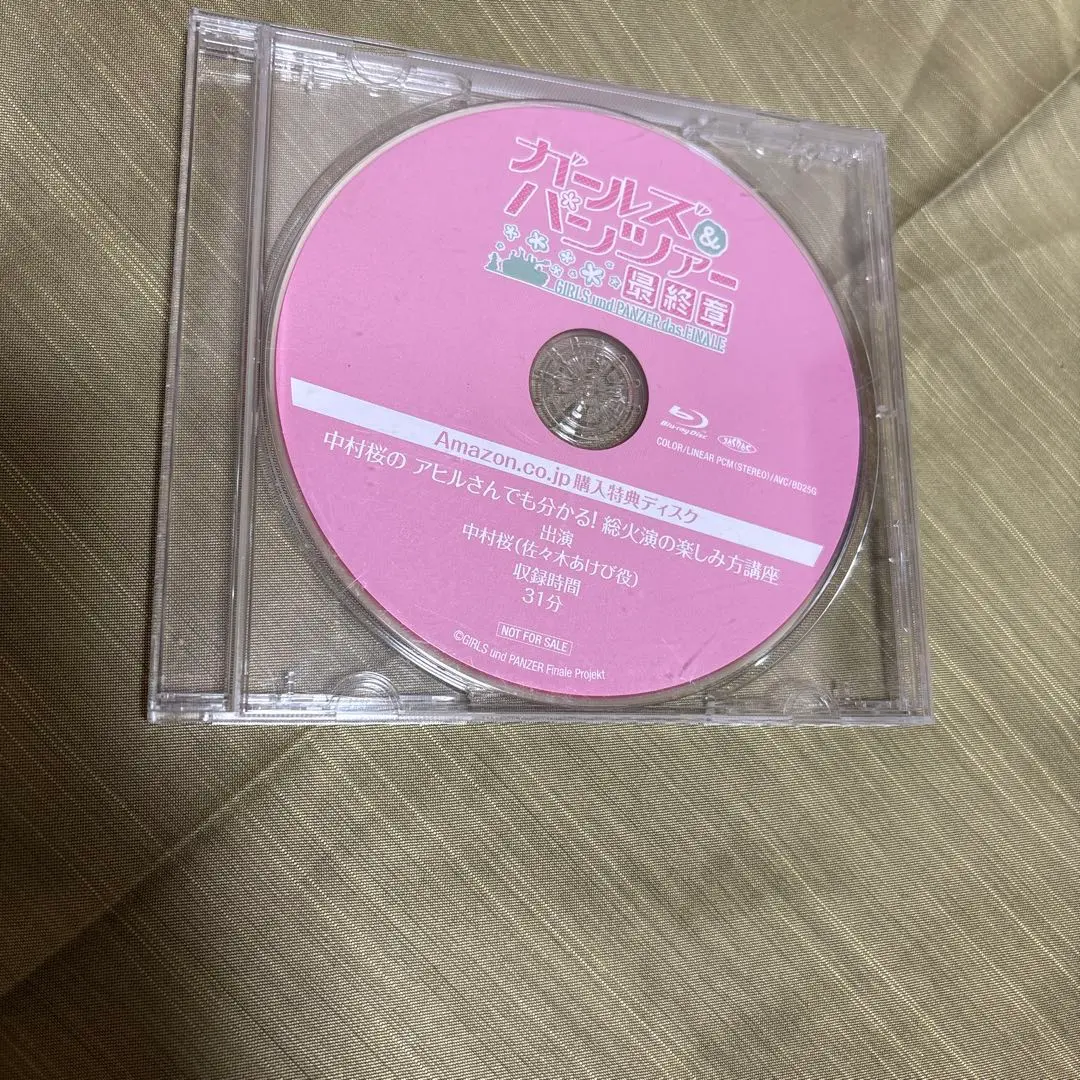 ガールズ&
パンツァー
最終章
GIRLS und PANZER das FINALE
Blu-ray Disc
COLOR/LINEAR PCM(STEREO)/AVC/BD25G
Amazon.co.jp購入特典ディスク
中村桜の アヒルさんでも分かる! 総火演の楽しみ方講座
出演
中村桜(佐々木あけび役)
収録時間
31分
NOT FOR SALE
©GIRLS und PANZER Finale Projekt